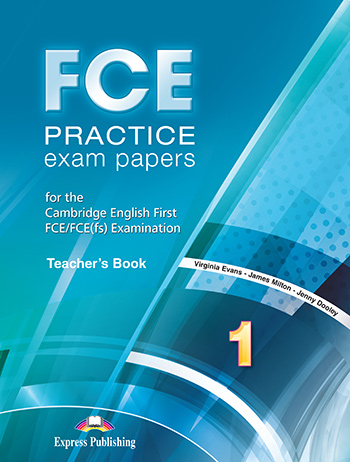 FCE
PRACTICE
exam papers
for the
Cambridge English First
FCE/FCE(fs) Examination
Teacher's Book
Virginia Evans - James Milton - Jenny Dooley
1
Express Publishing